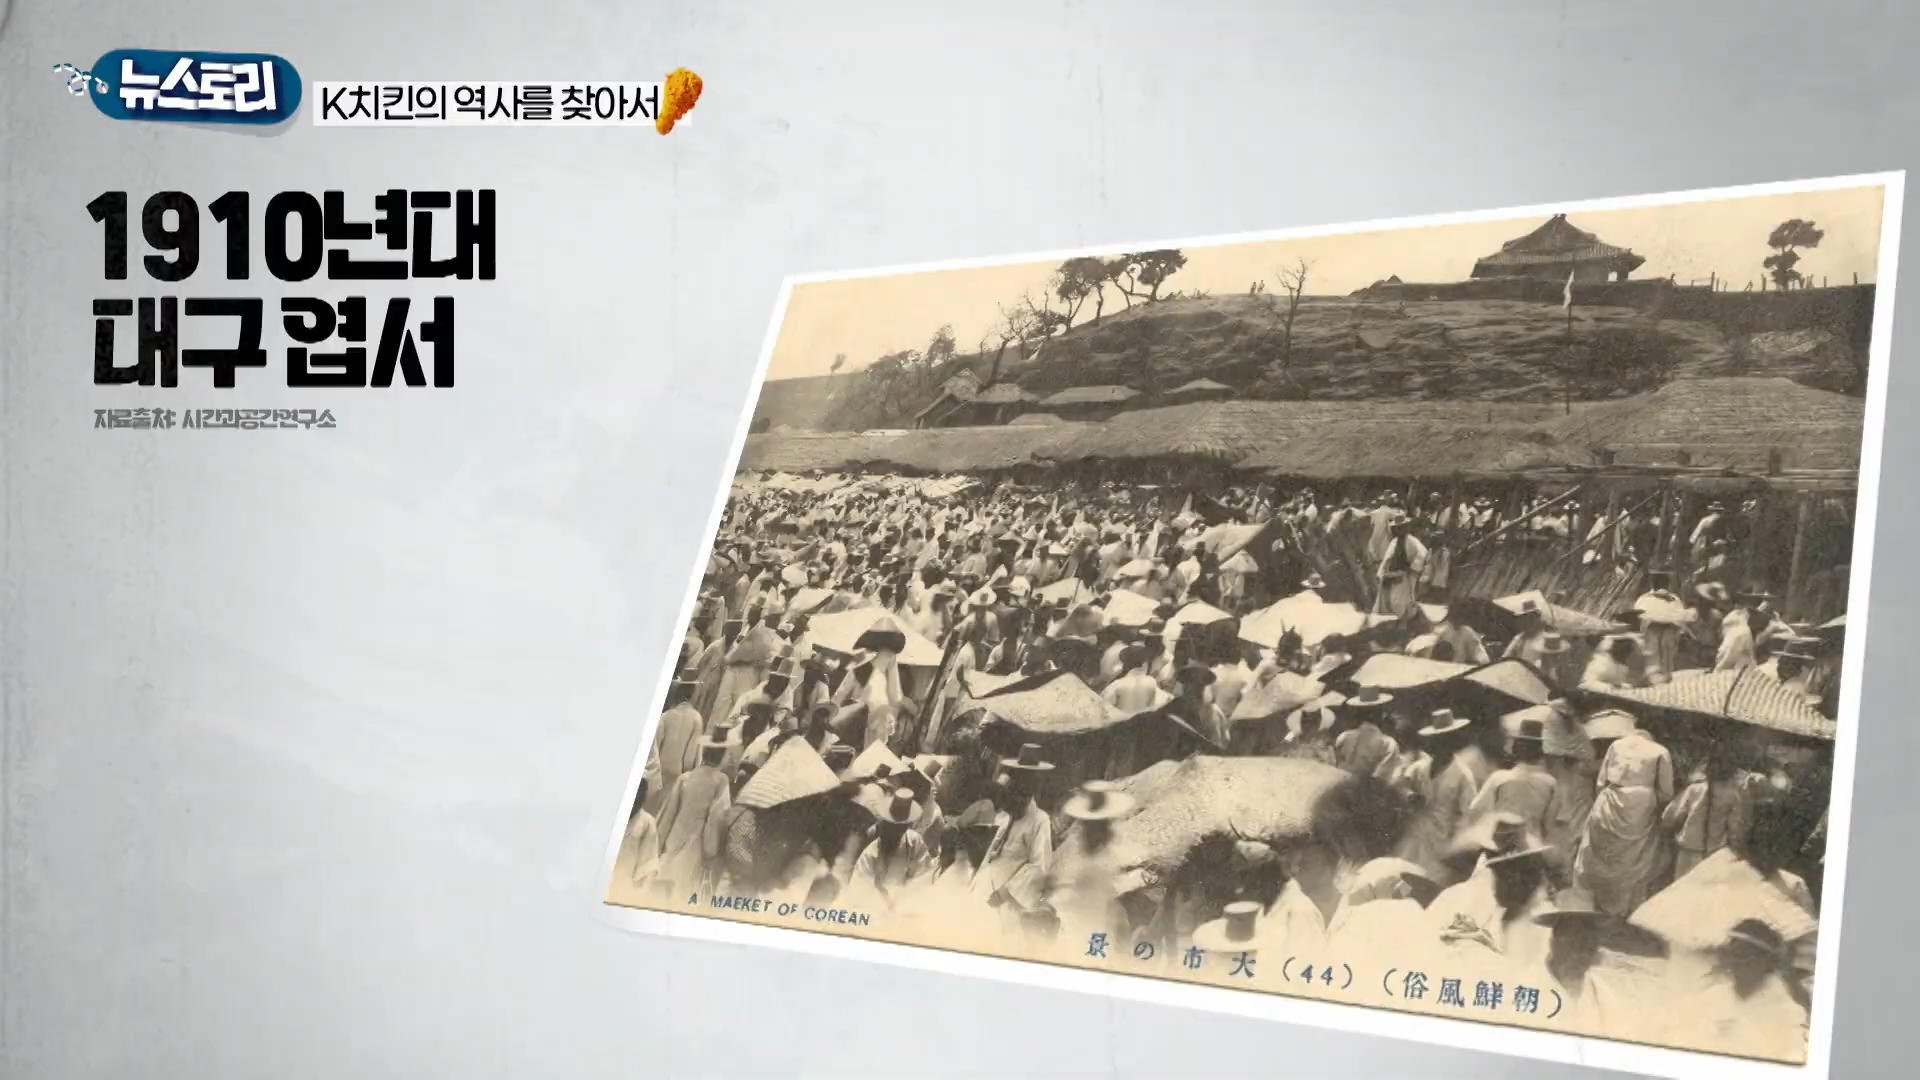 뉴스토리
K치킨의 역사를 찾아서
1910년대
대구 엽서
자료출처: 시간과공간연구소
A MAEKET OF COREAN
景の市大(44)(俗風鮮朝)